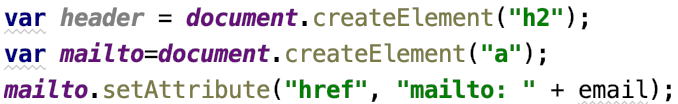 var header = document.createElement("h2");
var mailto=document.createElement("a");
mailto.setAttribute("href", "mailto: " + email);